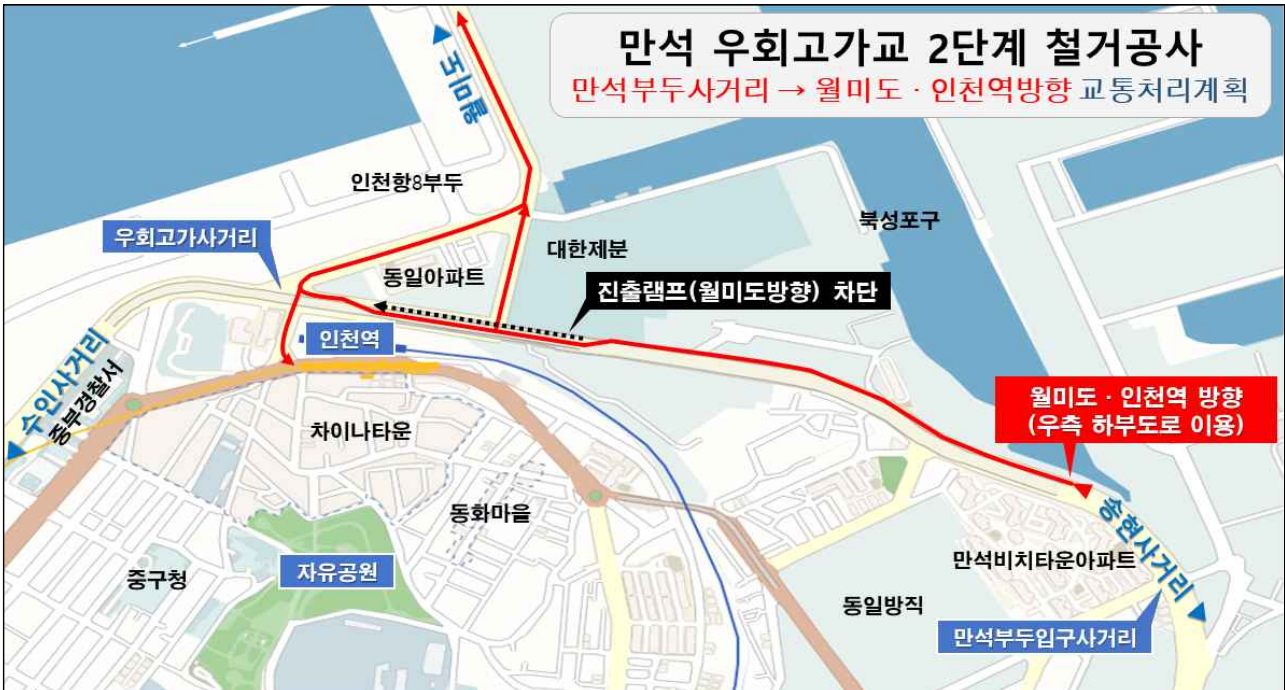 만석 우회고가교 2단계 철거공사
만석부두사거리 → 월미도 · 인천역방향 교통처리계획
월미도
인천항8부두
북성포구
우회고가사거리
대한제분
동일아파트
진출램프(월미도방향) 차단
인천역
수인사거리
중부경찰서
월미도 · 인천역 방향
(우측 하부도로 이용)
차이나타운
동화마을
송현사거리
만석비치타운아파트
자유공원
중구청
동일방직
만석부두입구사거리